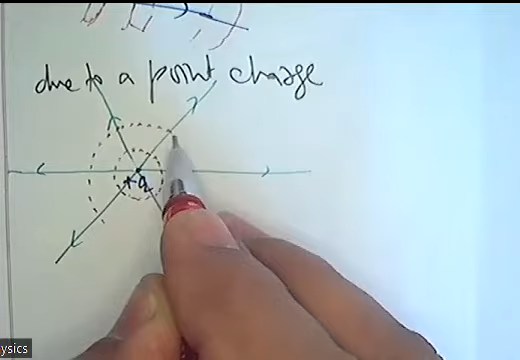 due to a point charge
+q
ysics